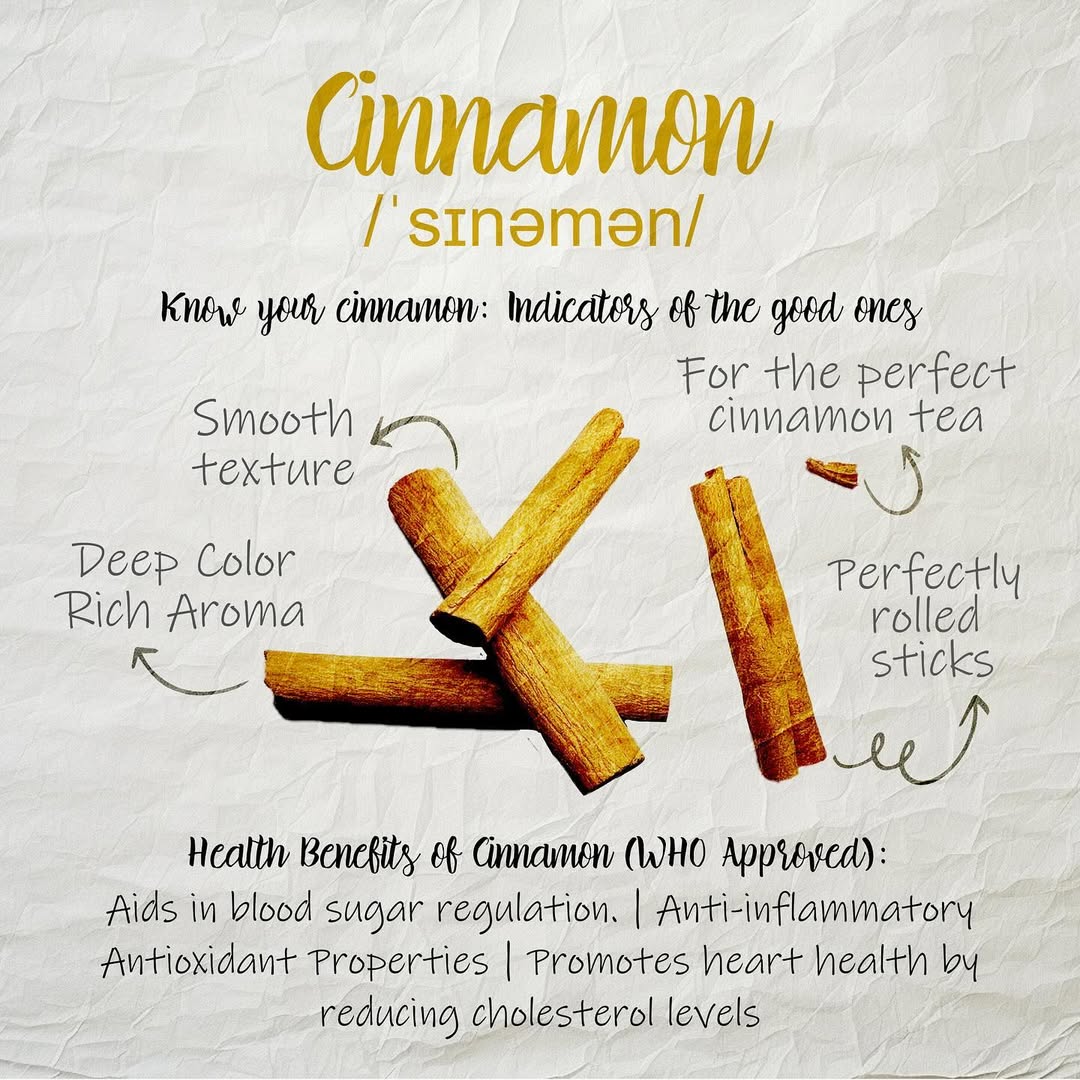 Cinnamon
/ˈsɪnəmən/
Know your cinnamon: Indicators of the good ones
For the perfect
cinnamon tea
Smooth
texture
Deep Color
Rich Aroma
Perfectly
rolled
sticks
Health Benefits of Cinnamon (WHO Approved):
Aids in blood sugar regulation. | Anti-inflammatory
Antioxidant Properties | Promotes heart health by
reducing cholesterol levels